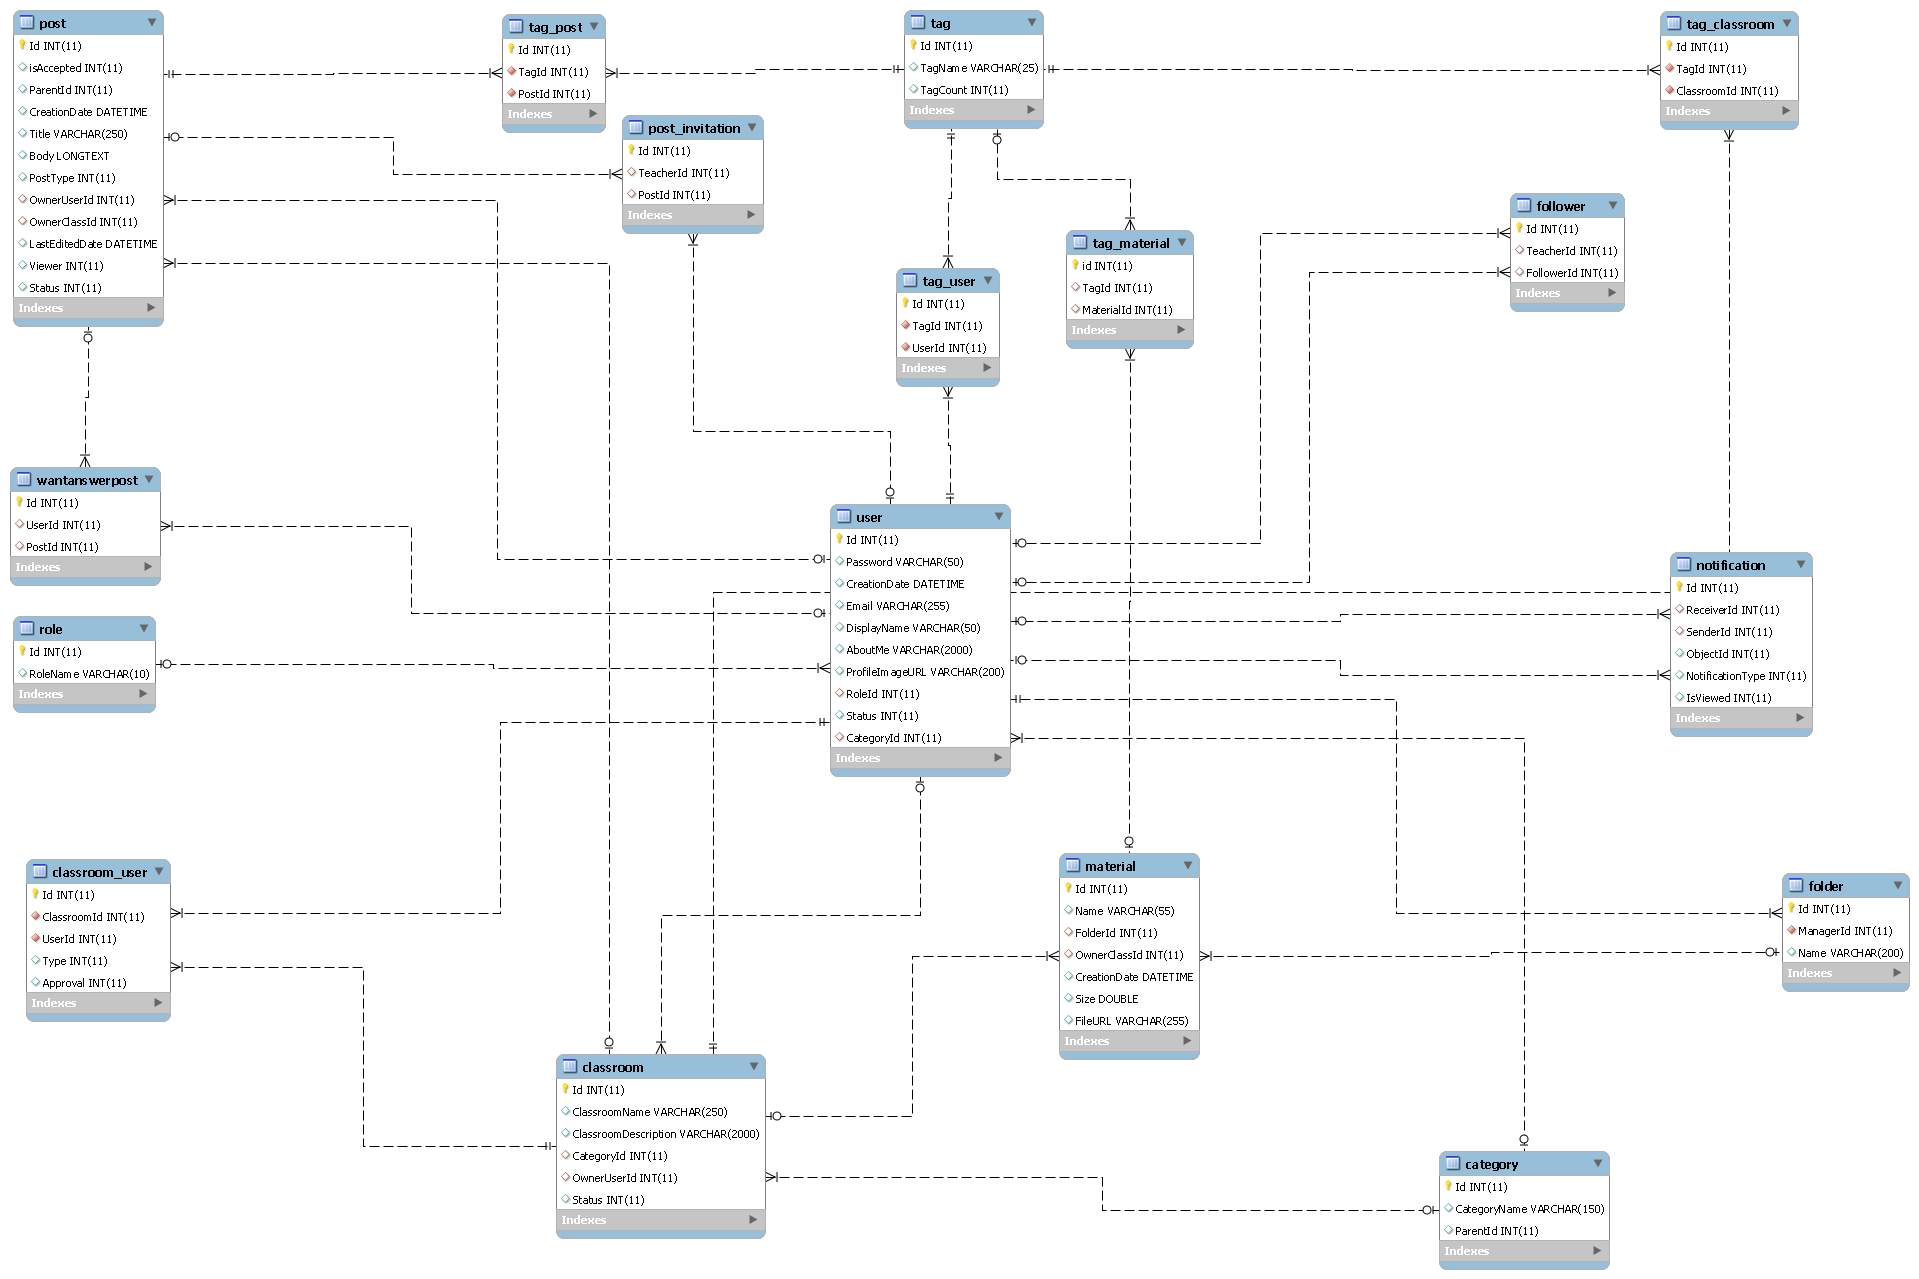 post
Id INT(11)
isAccepted INT(11)
ParentId INT(11)
CreationDate DATETIME
Title VARCHAR(250)
Body LONGTEXT
PostType INT(11)
OwnerUserId INT(11)
OwnerClassId INT(11)
LastEditedDate DATETIME
Viewer INT(11)
Status INT(11)
Indexes
tag_post
Id INT(11)
TagId INT(11)
PostId INT(11)
Indexes
post_invitation
Id INT(11)
TeacherId INT(11)
PostId INT(11)
Indexes
tag
Id INT(11)
TagName VARCHAR(25)
TagCount INT(11)
Indexes
tag_classroom
Id INT(11)
TagId INT(11)
ClassroomId INT(11)
Indexes
follower
Id INT(11)
TeacherId INT(11)
FollowerId INT(11)
Indexes
tag_material
id INT(11)
TagId INT(11)
MaterialId INT(11)
Indexes
tag_user
Id INT(11)
TagId INT(11)
UserId INT(11)
Indexes
wantanswerpost
Id INT(11)
UserId INT(11)
PostId INT(11)
Indexes
user
Id INT(11)
Password VARCHAR(50)
CreationDate DATETIME
Email VARCHAR(255)
DisplayName VARCHAR(50)
AboutMe VARCHAR(2000)
ProfileImageURL VARCHAR(200)
RoleId INT(11)
Status INT(11)
CategoryId INT(11)
Indexes
notification
Id INT(11)
ReceiverId INT(11)
SenderId INT(11)
ObjectId INT(11)
NotificationType INT(11)
IsViewed INT(11)
Indexes
role
Id INT(11)
RoleName VARCHAR(10)
Indexes
classroom_user
Id INT(11)
ClassroomId INT(11)
UserId INT(11)
Type INT(11)
Approval INT(11)
Indexes
material
Id INT(11)
Name VARCHAR(55)
FolderId INT(11)
OwnerClassId INT(11)
CreationDate DATETIME
Size DOUBLE
FileURL VARCHAR(255)
Indexes
folder
Id INT(11)
ManagerId INT(11)
Name VARCHAR(200)
Indexes
classroom
Id INT(11)
ClassroomName VARCHAR(250)
ClassroomDescription VARCHAR(2000)
CategoryId INT(11)
OwnerUserId INT(11)
Status INT(11)
Indexes
category
Id INT(11)
CategoryName VARCHAR(150)
ParentId INT(11)
Indexes